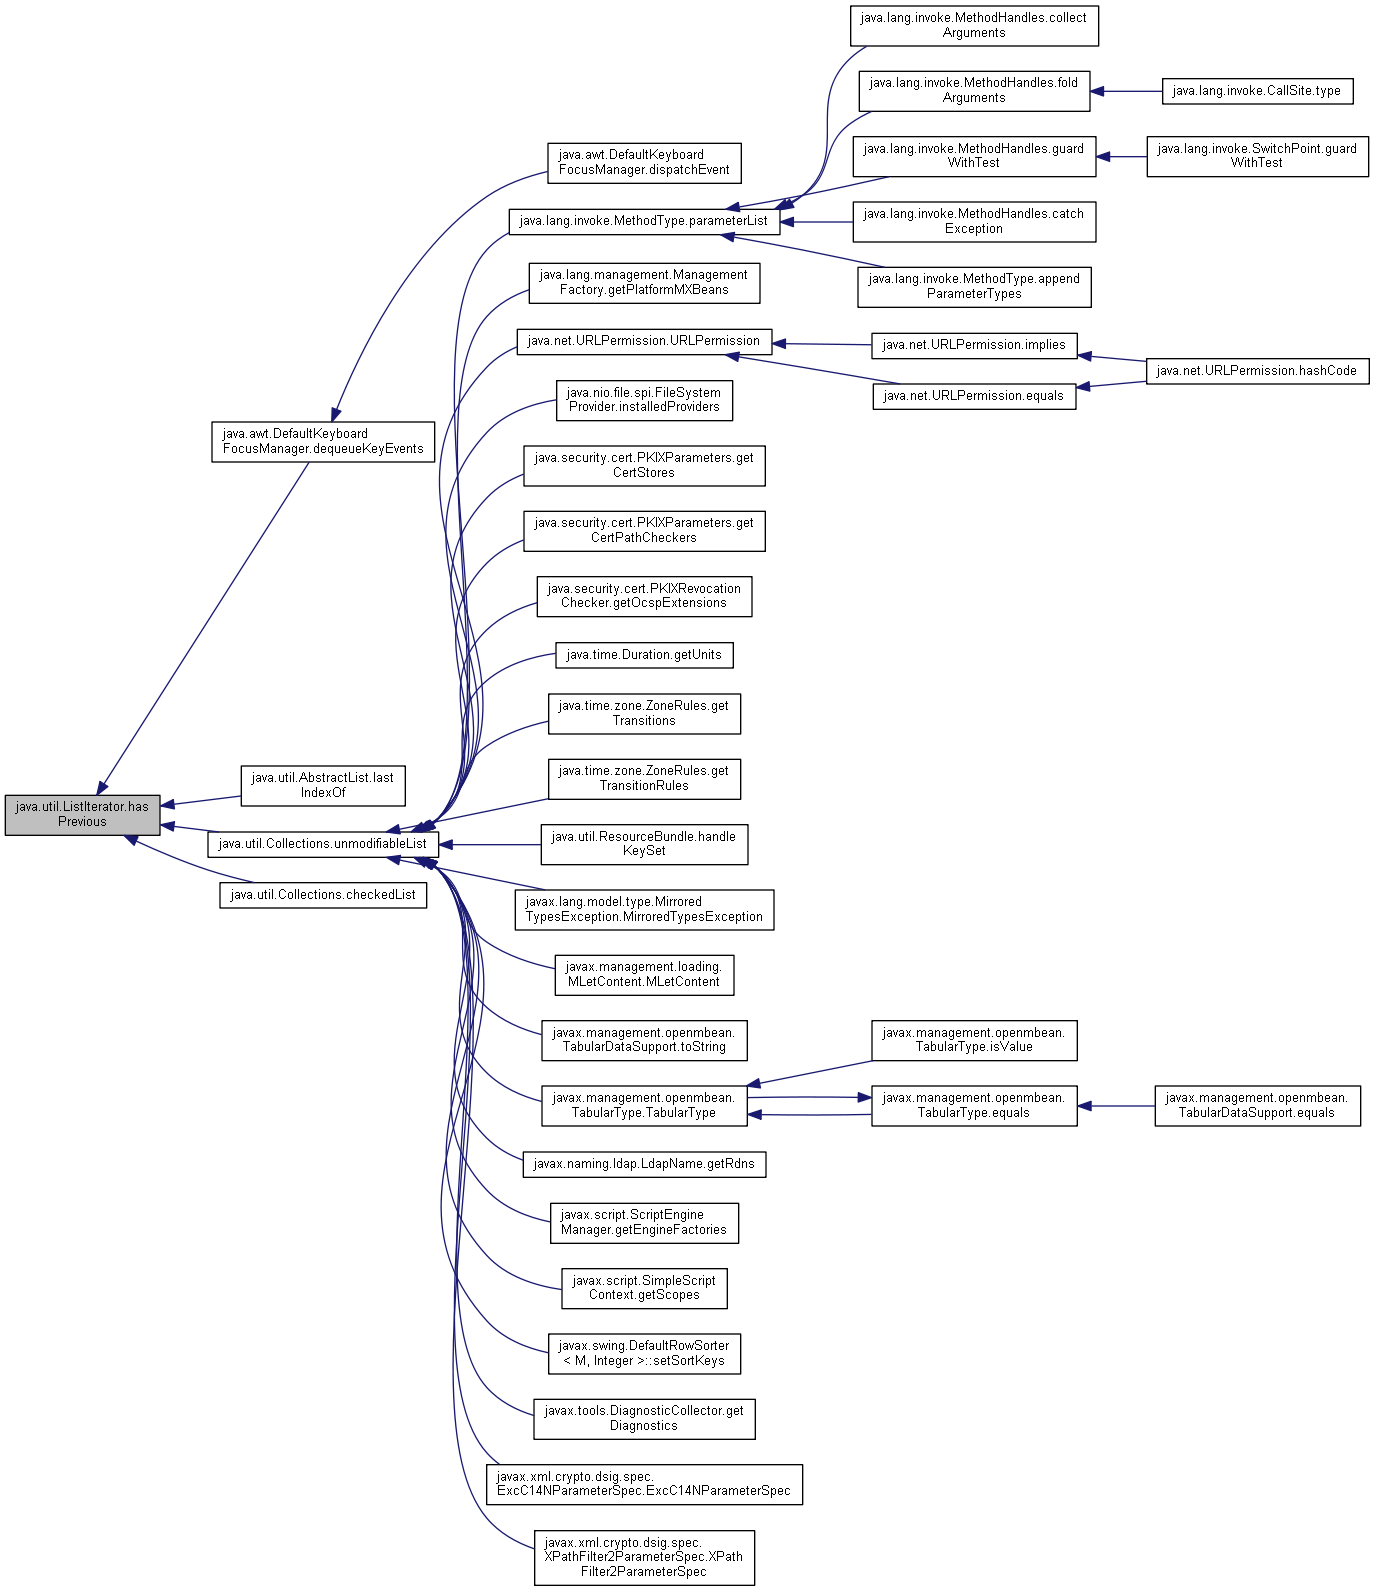 java.util.ListIterator.has
Previous
java.awt.DefaultKeyboard
FocusManager.dequeueKeyEvents
java.util.AbstractList.last
IndexOf
java.util.Collections.unmodifiableList
java.util.Collections.checkedList
java.awt.DefaultKeyboard
FocusManager.dispatchEvent
java.lang.invoke.MethodType.parameterList
java.lang.management.Management
Factory.getPlatformMXBeans
java.net.URLPermission.URLPermission
java.nio.file.spi.FileSystem
Provider.installedProviders
java.security.cert.PKIXParameters.get
CertStores
java.security.cert.PKIXParameters.get
CertPathCheckers
java.security.cert.PKIXRevocation
Checker.getOcspExtensions
java.time.Duration.getUnits
java.time.zone.ZoneRules.get
Transitions
java.time.zone.ZoneRules.get
TransitionRules
java.util.ResourceBundle.handle
KeySet
javax.lang.model.type.Mirrored
TypesException.MirroredTypesException
javax.management.loading.
MLetContent.MLetContent
javax.management.openmbean.
TabularDataSupport.toString
javax.management.openmbean.
TabularType.TabularType
javax.naming.ldap.LdapName.getRdns
javax.script.ScriptEngine
Manager.getEngineFactories
javax.script.SimpleScript
Context.getScopes
javax.swing.DefaultRowSorter
< M, Integer >::setSortKeys
javax.tools.DiagnosticCollector.get
Diagnostics
javax.xml.crypto.dsig.spec.
ExcC14NParameterSpec.ExcC14NParameterSpec
javax.xml.crypto.dsig.spec.
XPathFilter2ParameterSpec.XPath
Filter2ParameterSpec
java.lang.invoke.MethodHandles.collect
Arguments
java.lang.invoke.MethodHandles.fold
Arguments
java.lang.invoke.MethodHandles.guard
WithTest
java.lang.invoke.MethodHandles.catch
Exception
java.lang.invoke.MethodType.append
ParameterTypes
java.net.URLPermission.implies
java.net.URLPermission.equals
javax.management.openmbean.
TabularType.isValue
javax.management.openmbean.
TabularType.equals
java.lang.invoke.CallSite.type
java.lang.invoke.SwitchPoint.guard
WithTest
java.net.URLPermission.hashCode
javax.management.openmbean.
TabularDataSupport.equals